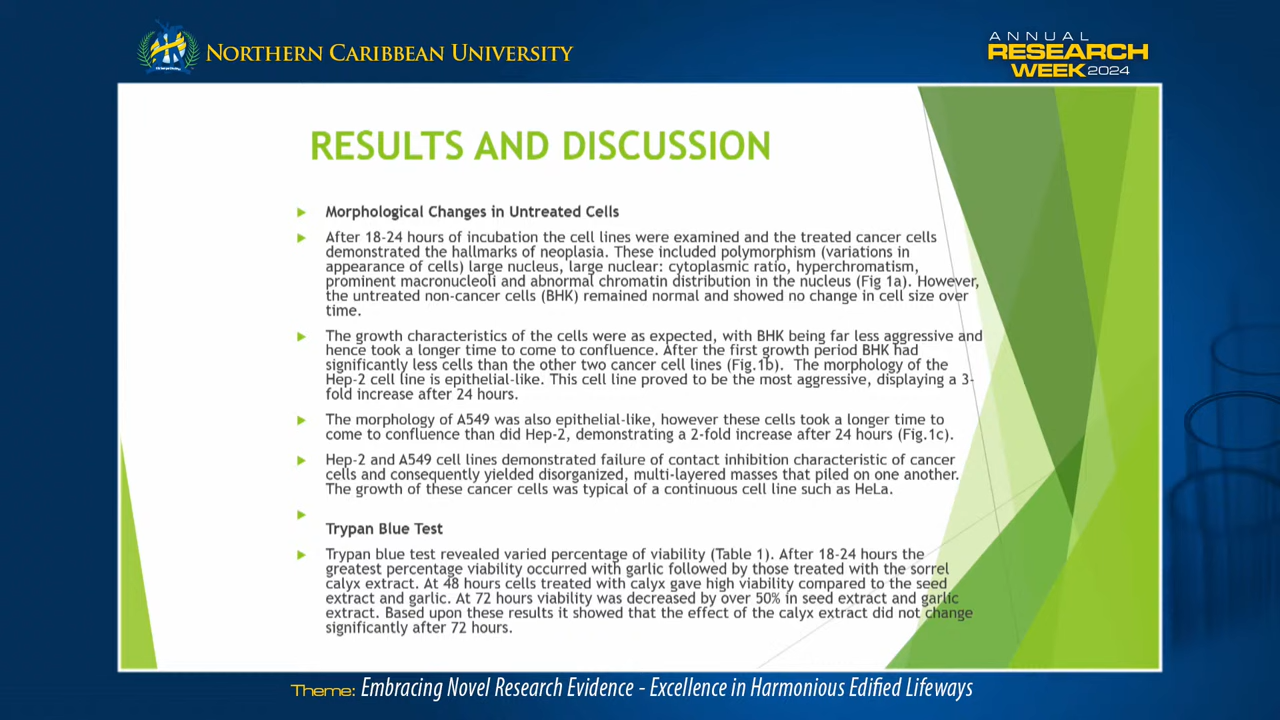 NORTHERN CARIBBEAN UNIVERSITY
ANNUAL
RESEARCH
WEEK 2024
RESULTS AND DISCUSSION
Morphological Changes in Untreated Cells
After 18-24 hours of incubation the cell lines were examined and the treated cancer cells
demonstrated the hallmarks of neoplasia. These included polymorphism (variations in
appearance of cells) large nucleus, large nuclear: cytoplasmic ratio, hyperchromatism,
prominent macronucleoli and abnormal chromatin distribution in the nucleus (Fig 1a). However,
the untreated non-cancer cells (BHK) remained normal and showed no change in cell size over
time.
The growth characteristics of the cells were as expected, with BHK being far less aggressive and
hence took a longer time to come to confluence. After the first growth period BHK had
significantly less cells than the other two cancer cell lines (Fig.1b). The morphology of the
Hep-2 cell line is epithelial-like. This cell line proved to be the most aggressive, displaying a 3-
fold increase after 24 hours.
The morphology of A549 was also epithelial-like, however these cells took a longer time to
come to confluence than did Hep-2, demonstrating a 2-fold increase after 24 hours (Fig.1c).
Hep-2 and A549 cell lines demonstrated failure of contact inhibition characteristic of cancer
cells and consequently yielded disorganized, multi-layered masses that piled on one another.
The growth of these cancer cells was typical of a continuous cell line such as HeLa.
Trypan Blue Test
Trypan blue test revealed varied percentage of viability (Table 1). After 18-24 hours the
greatest percentage viability occurred with garlic followed by those treated with the sorrel
calyx extract. At 48 hours cells treated with calyx gave high viability compared to the seed
extract and garlic. At 72 hours viability was decreased by over 50% in seed extract and garlic
extract. Based upon these results it showed that the effect of the calyx extract did not change
significantly after 72 hours.
Theme: Embracing Novel Research Evidence - Excellence in Harmonious Edified Lifeways